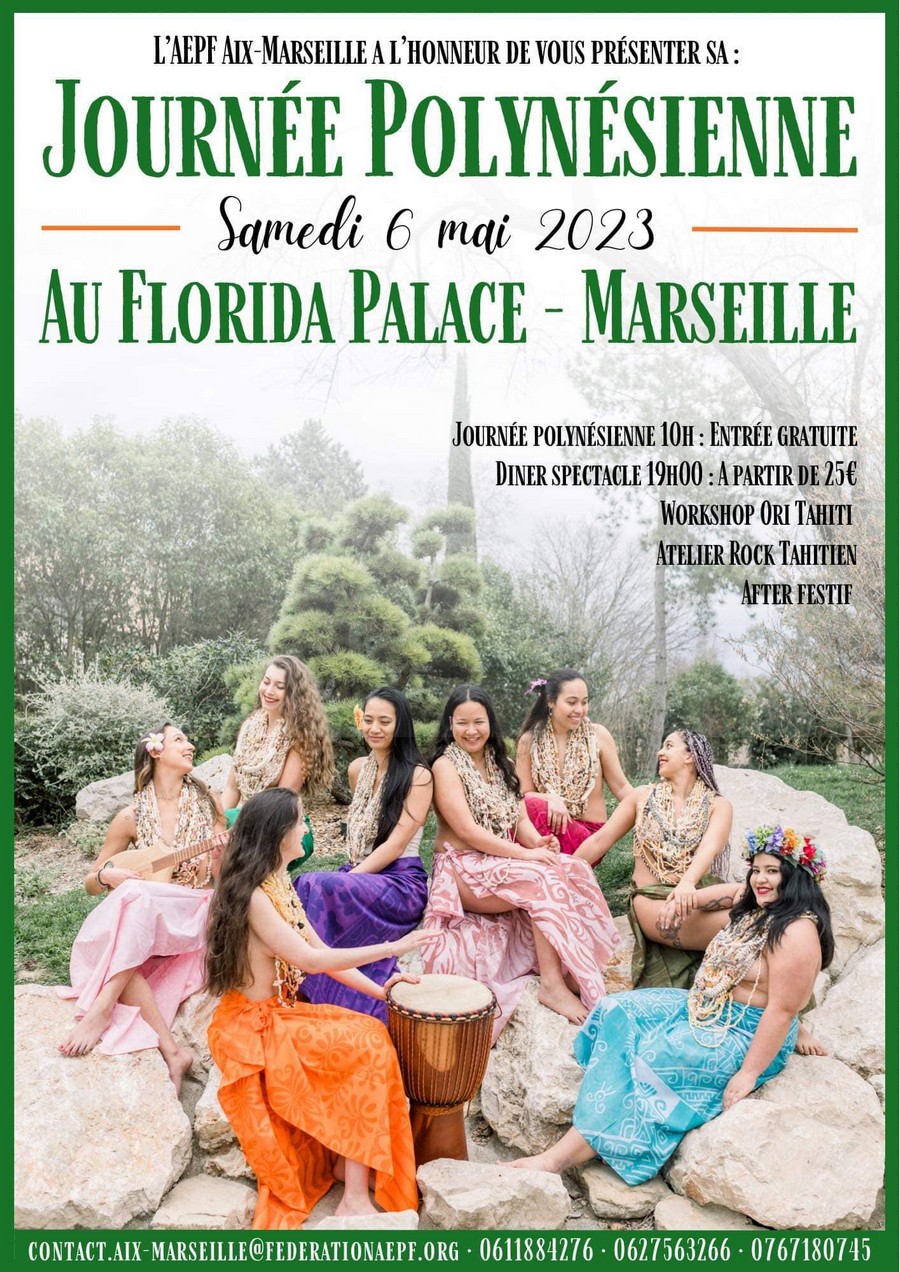 L'AEPF Aix-Marseille a l'honneur de vous présenter sa :
Journée Polynésienne
Samedi 6 mai 2023
Au Florida Palace - Marseille
Journée polynésienne 10h : Entrée gratuite
Diner spectacle 19h00 : A partir de 25€
Workshop Ori Tahiti
Atelier Rock Tahitien
After festif
contact.aix-marseille@federationaepf.org · 0611884276 · 0627563266 · 0767180745